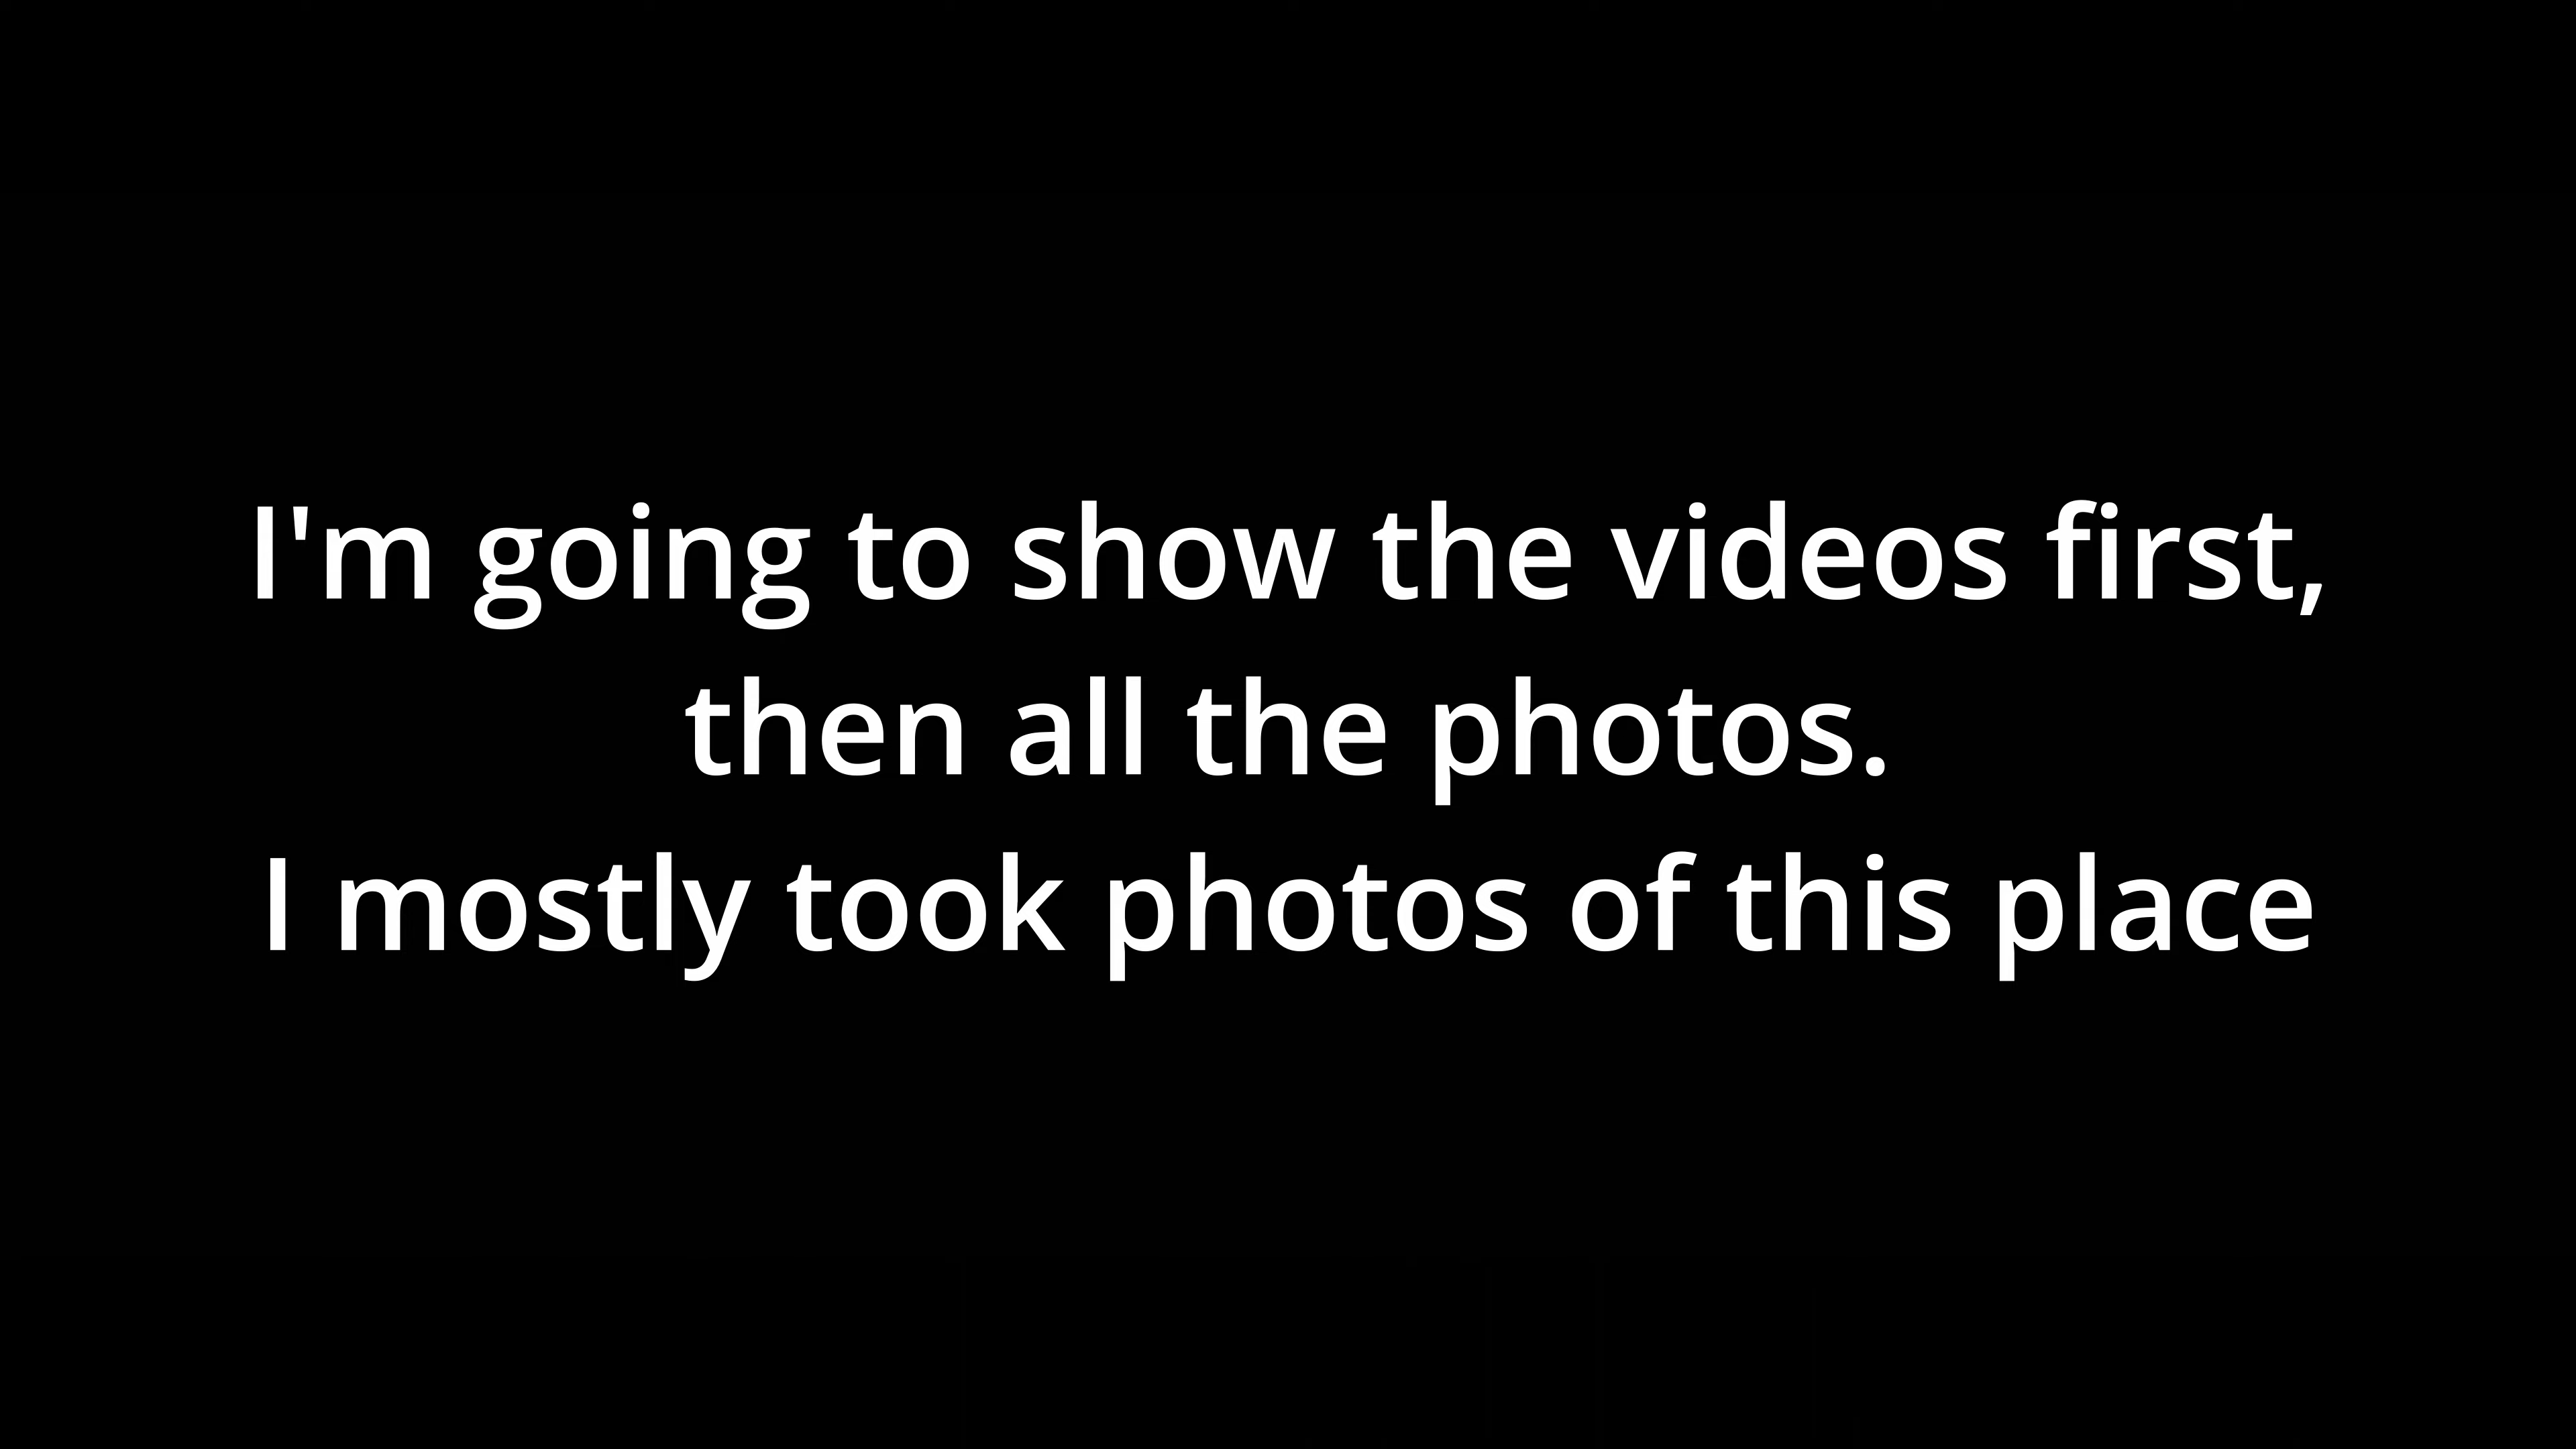 I'm going to show the videos first,
then all the photos.
I mostly took photos of this place